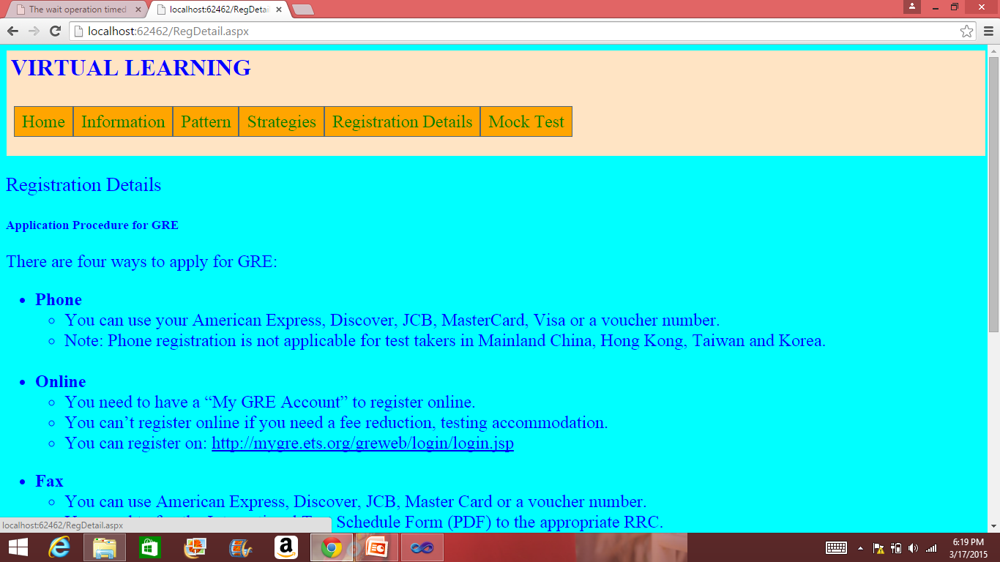 The wait operation timed
localhost:62462/RegDetail
localhost:62462/RegDetail.aspx
VIRTUAL LEARNING
Home Information Pattern Strategies Registration Details Mock Test
Registration Details
Application Procedure for GRE
There are four ways to apply for GRE:
• Phone
◦ You can use your American Express, Discover, JCB, MasterCard, Visa or a voucher number.
◦ Note: Phone registration is not applicable for test takers in Mainland China, Hong Kong, Taiwan and Korea.
• Online
◦ You need to have a “My GRE Account” to register online.
◦ You can’t register online if you need a fee reduction, testing accommodation.
◦ You can register on: http://mygre.ets.org/greweb/login/login.jsp
• Fax
◦ You can use American Express, Discover, JCB, Master Card or a voucher number.
Schedule Form (PDF) to the appropriate RRC.
localhost:62462/RegDetail.aspx
6:19 PM
3/17/2015